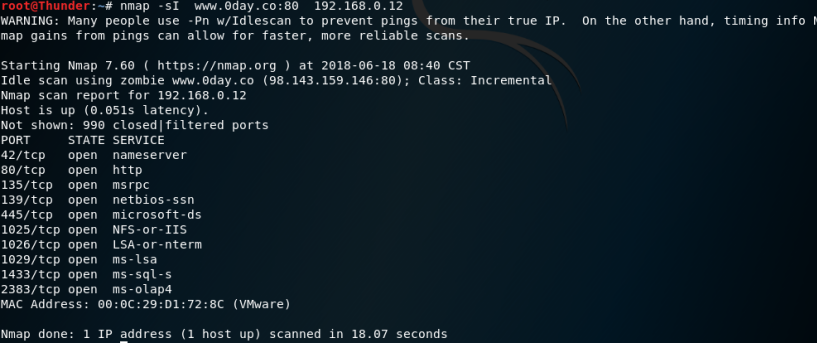 root@Thunder:~# nmap -sI  www.0day.co:80  192.168.0.12
WARNING: Many people use -Pn w/Idlescan to prevent pings from their true IP.  On the other hand, timing info N
map gains from pings can allow for faster, more reliable scans.
Starting Nmap 7.60 ( https://nmap.org ) at 2018-06-18 08:40 CST
Idle scan using zombie www.0day.co (98.143.159.146:80); Class: Incremental
Nmap scan report for 192.168.0.12
Host is up (0.051s latency).
Not shown: 990 closed|filtered ports
PORT     STATE SERVICE
42/tcp   open  nameserver
80/tcp   open  http
135/tcp  open  msrpc
139/tcp  open  netbios-ssn
445/tcp  open  microsoft-ds
1025/tcp open  NFS-or-IIS
1026/tcp open  LSA-or-nterm
1029/tcp open  ms-lsa
1433/tcp open  ms-sql-s
2383/tcp open  ms-olap4
MAC Address: 00:0C:29:D1:72:8C (VMware)
Nmap done: 1 IP address (1 host up) scanned in 18.07 seconds